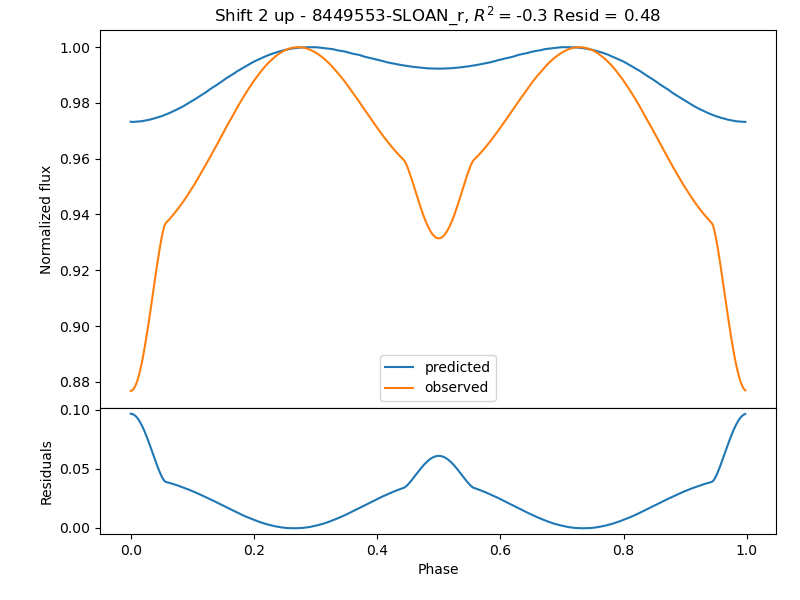 Shift 2 up - 8449553-SLOAN_r, R² = -0.3 Resid = 0.48
Normalized flux
1.00
0.98
0.96
0.94
0.92
0.90
0.88
predicted
observed
Residuals
0.10
0.05
0.00
0.0 0.2 0.4 0.6 0.8 1.0
Phase